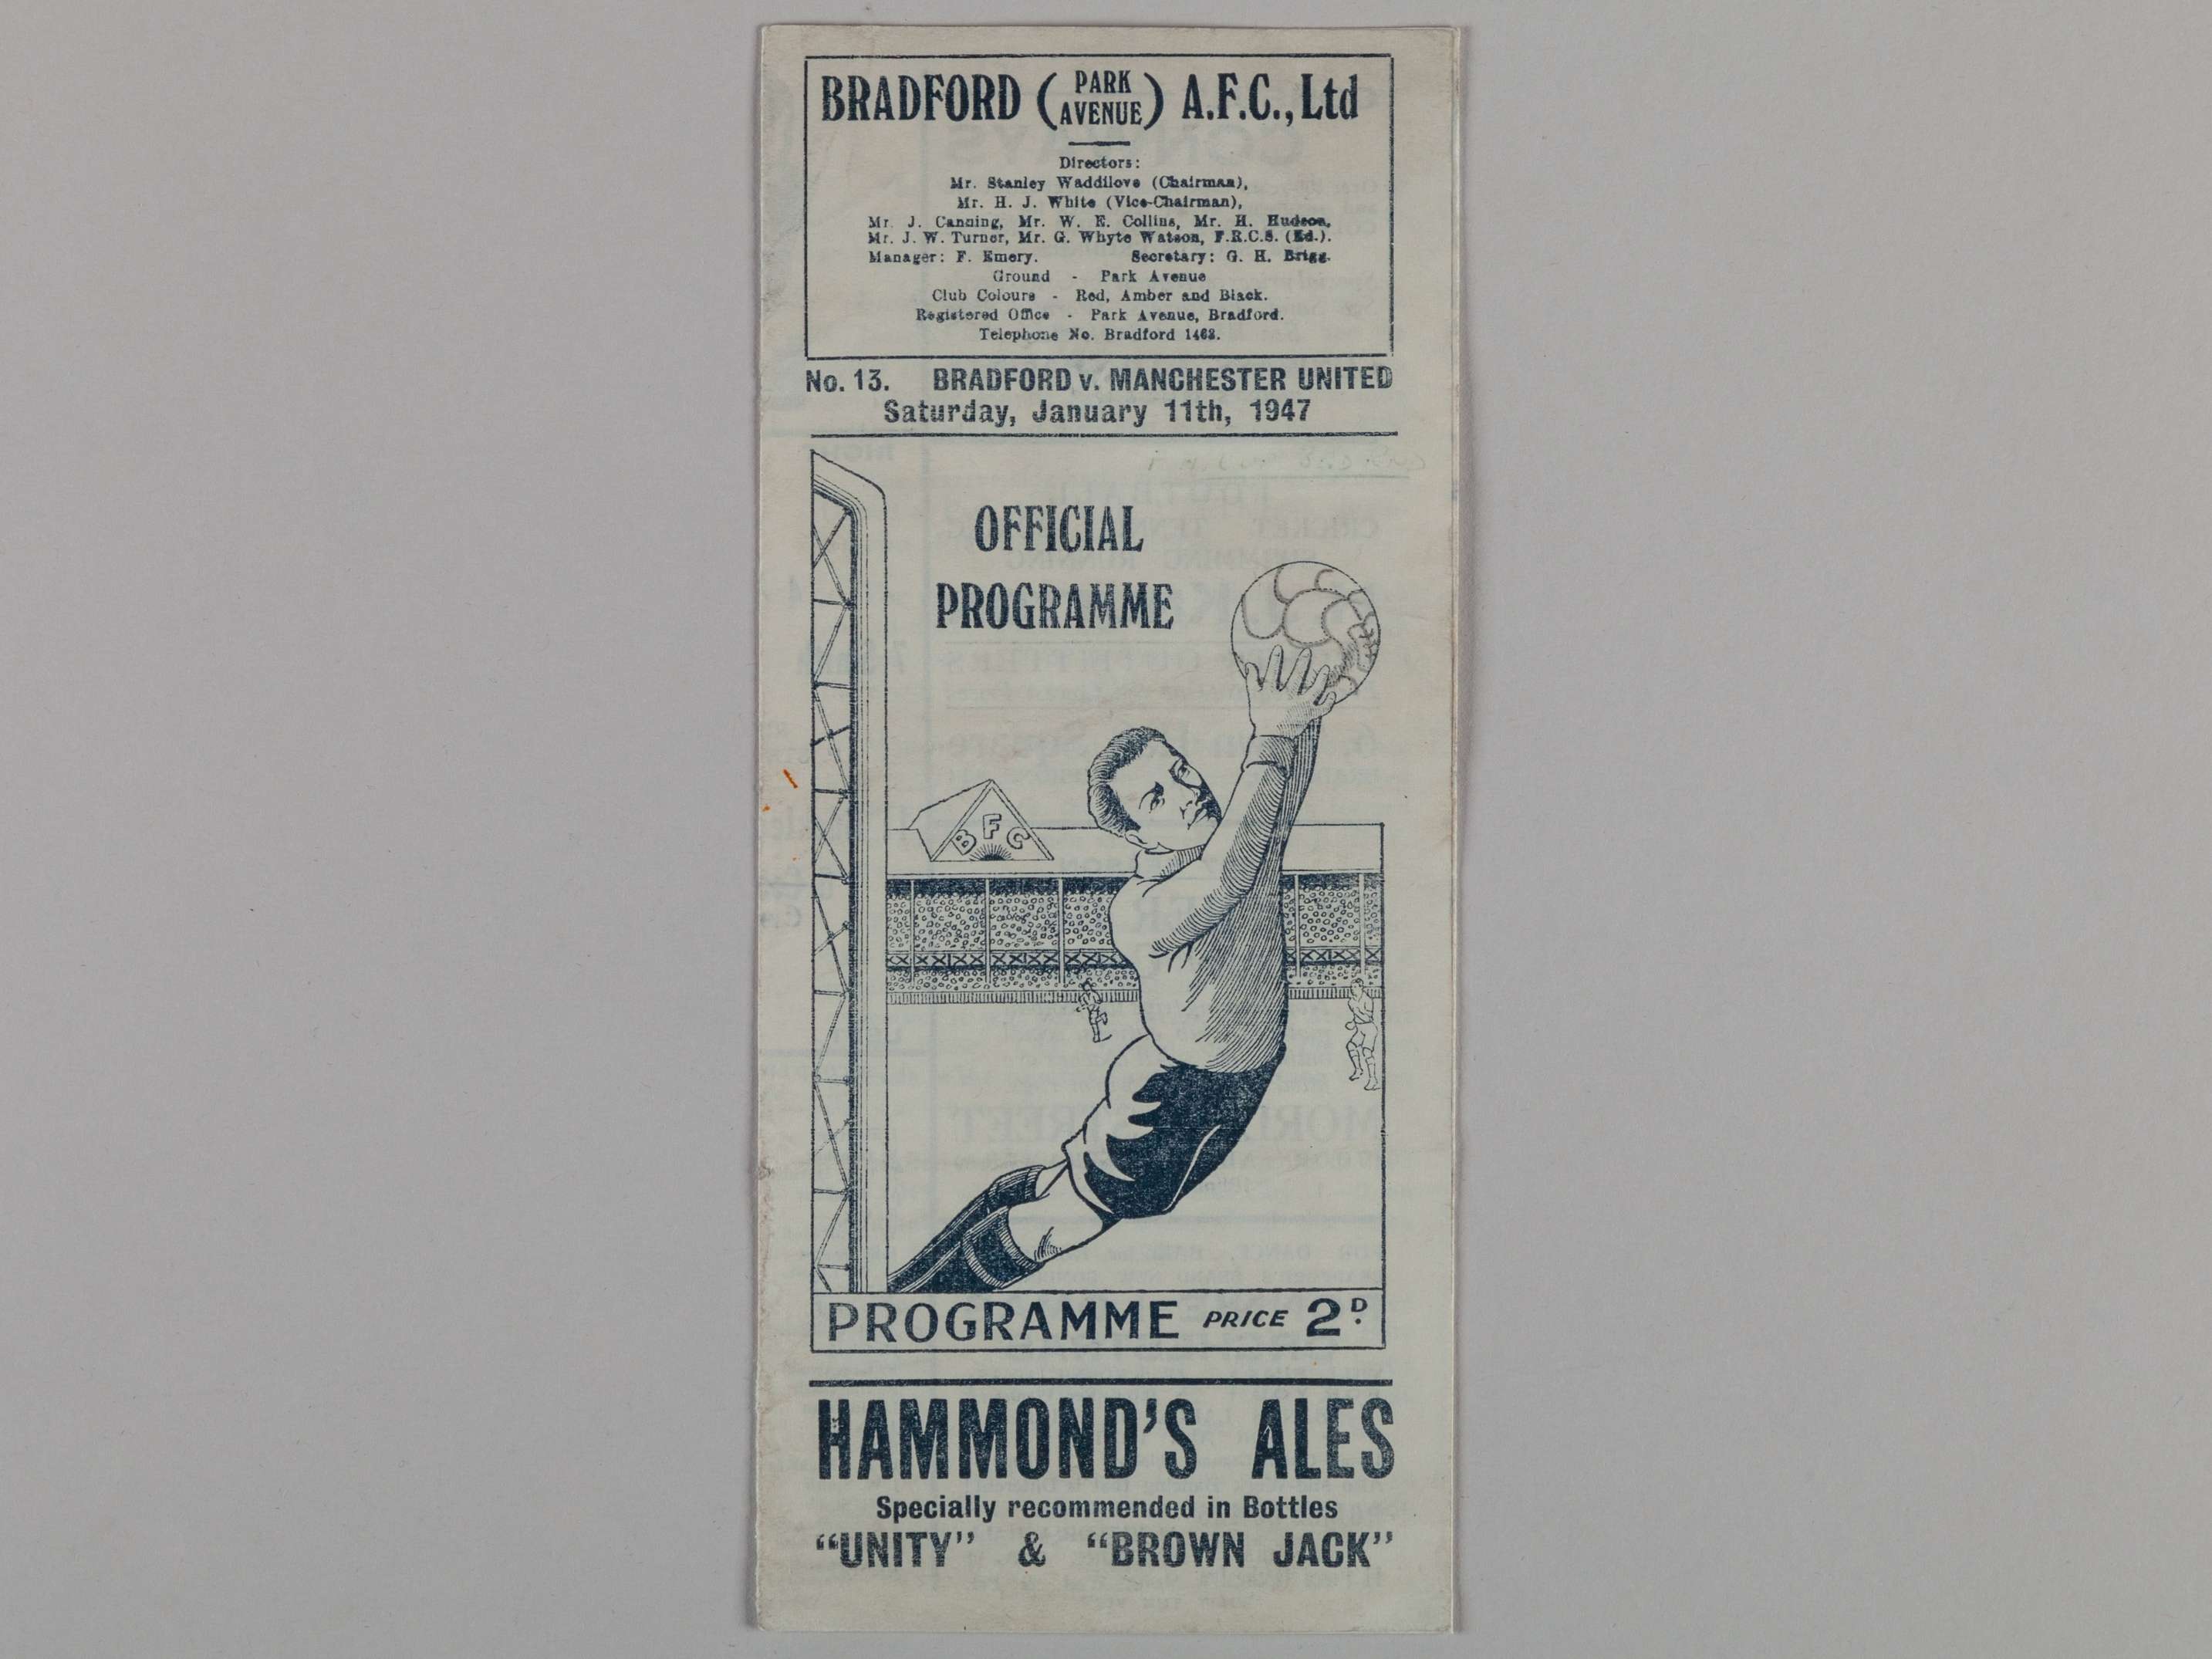 BRADFORD (PARK AVENUE) A.F.C., Ltd
Directors:
Mr. Stanley Waddilove (Chairman),
Mr. H. J. White (Vice-Chairman),
Mr. J. Canning, Mr. W. E. Collins, Mr. H. Hudson,
Mr. J. W. Turner, Mr. G. Whyte Watson, F.R.C.S. (Ed.).
Manager: F. Emery. Secretary: G. H. Brigg.
Ground - Park Avenue
Club Colours - Red, Amber and Black.
Registered Office - Park Avenue, Bradford.
Telephone No. Bradford 1462.
No. 13. BRADFORD v. MANCHESTER UNITED
Saturday, January 11th, 1947
OFFICIAL
PROGRAMME
BFC
PROGRAMME PRICE 2D.
HAMMOND'S ALES
Specially recommended in Bottles
"UNITY" & "BROWN JACK"